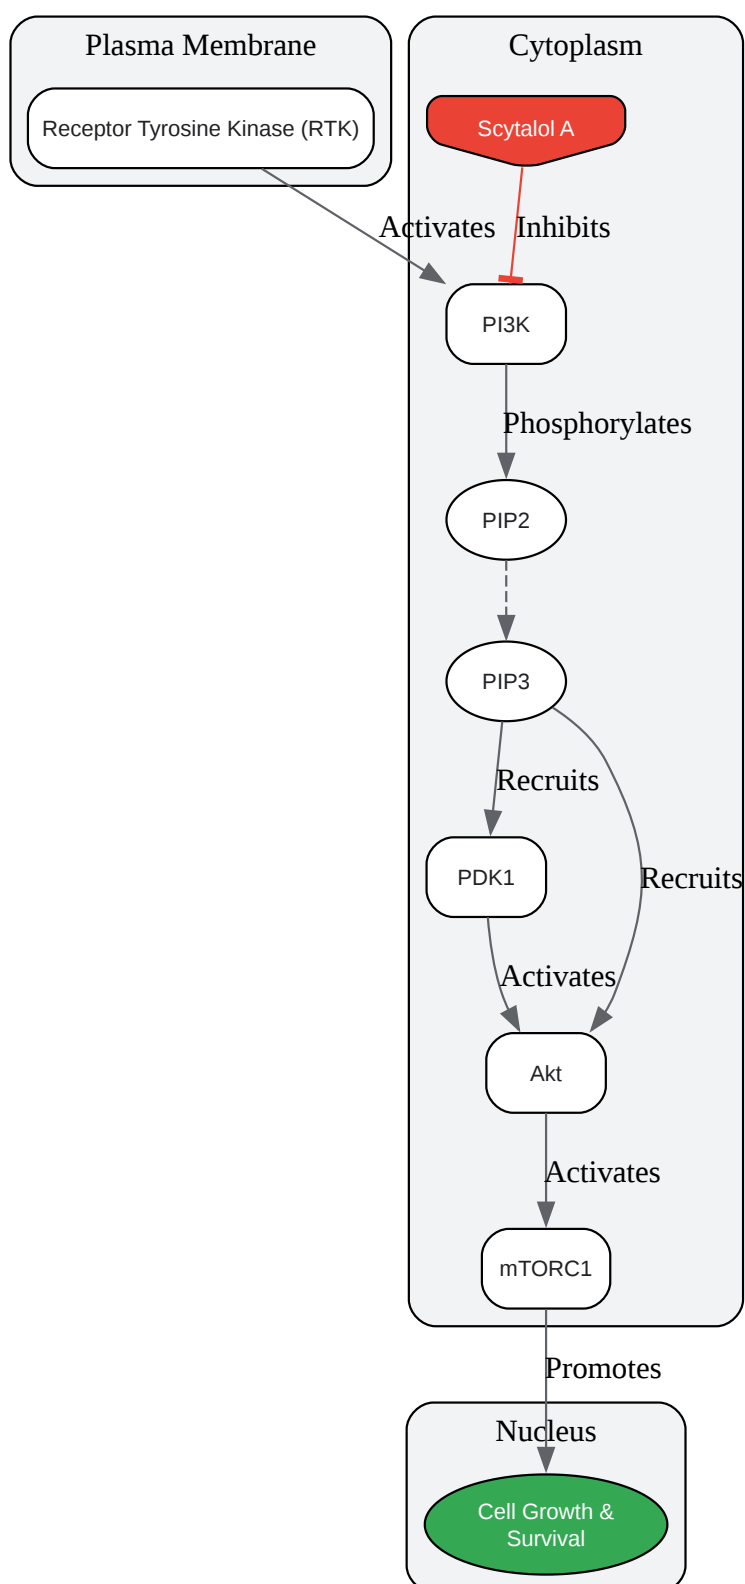 Plasma Membrane
Cytoplasm
Receptor Tyrosine Kinase (RTK)
Scytalol A
Activates
Inhibits
PI3K
Phosphorylates
PIP2
PIP3
Recruits
PDK1
Recruits
Activates
Akt
Activates
mTORC1
Promotes
Nucleus
Cell Growth &
Survival